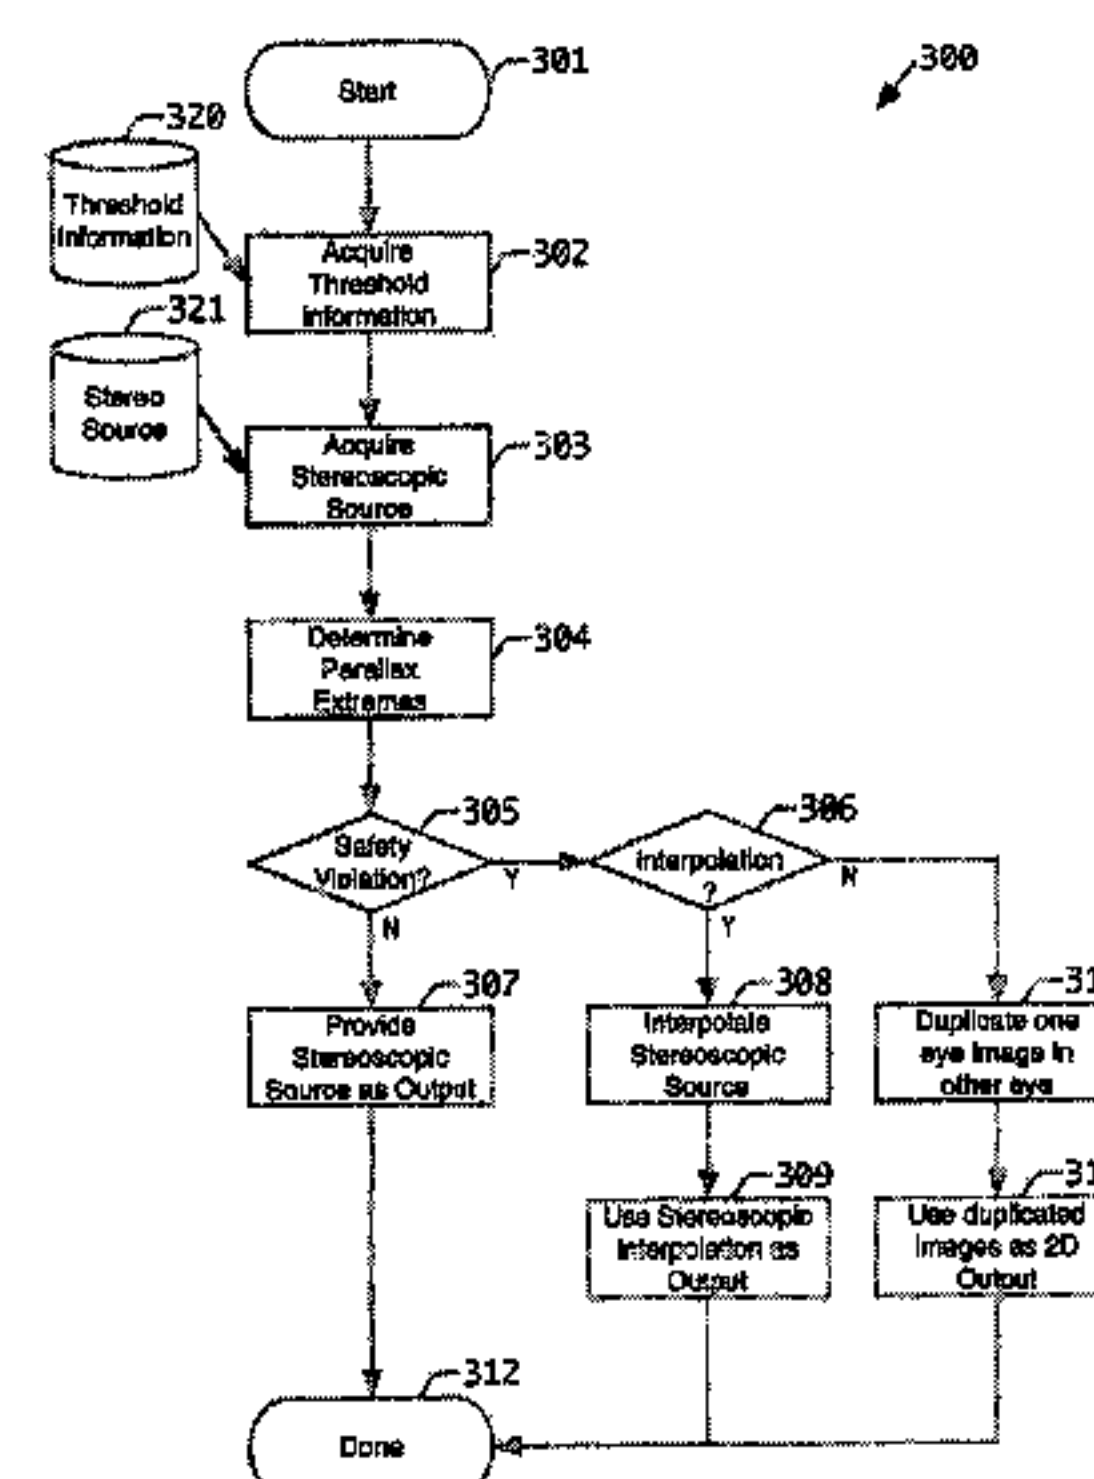 301
Start
300
320
Threshold
Information
302
Acquire
Threshold
Information
321
Stereo
Source
303
Acquire
Stereoscopic
Source
304
Determine
Parallax
Extremes
305
Safety
Violation?
Y
N
306
Interpolation
?
N
Y
307
Provide
Stereoscopic
Source as Output
308
Interpolate
Stereoscopic
Source
31
Duplicate one
eye image in
other eye
309
Use Stereoscopic
Interpolation as
Output
31
Use duplicated
Images as 2D
Output
312
Done